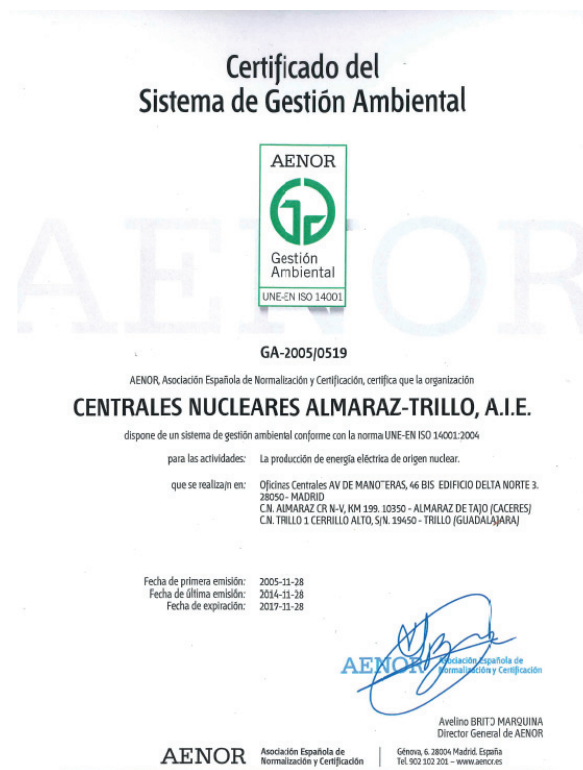 Certificado del
Sistema de Gestión Ambiental
AENOR
Gestión
Ambiental
UNE-EN ISO 14001
AENOR
GA-2005/0519
AENOR, Asociación Española de Normalización y Certificación, certifica que la organización
CENTRALES NUCLEARES ALMARAZ-TRILLO, A.I.E.
dispone de un sistema de gestión ambiental conforme con la norma UNE-EN ISO 14001:2004
para las actividades: La producción de energía eléctrica de origen nuclear.
que se realiza/n en: Oficinas Centrales AV DE MANOTERAS, 46 BIS EDIFICIO DELTA NORTE 3.
28050 - MADRID
C.N. ALMARAZ CR N-V, KM 199. 10350 - ALMARAZ DE TAJO (CACERES)
C.N. TRILLO 1 CERRILLO ALTO, S/N. 19450 - TRILLO (GUADALAJARA)
Fecha de primera emisión: 2005-11-28
Fecha de última emisión: 2014-11-28
Fecha de expiración: 2017-11-28
AENOR Asociación Española de
Normalización y Certificación
Avelino BRITO MARQUINA
Director General de AENOR
AENOR Asociación Española de
Normalización y Certificación
Génova, 6. 28004 Madrid. España
Tel. 902 102 201 – www.aenor.es